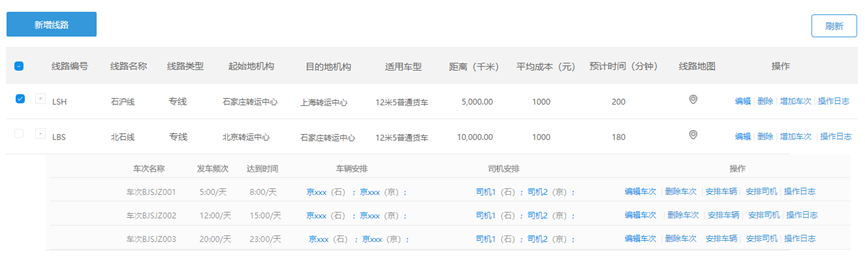 新增线路
刷新
线路编号 线路名称 线路类型 起始地机构 目的地机构 适用车型 距离（千米） 平均成本（元） 预计时间（分钟） 线路地图 操作
LSH 石沪线 专线 石家庄转运中心 上海转运中心 12米5普通货车 5,000.00 1000 200 编辑 | 删除 | 增加车次 | 操作日志
LBS 北石线 专线 北京转运中心 石家庄转运中心 12米5普通货车 10,000.00 1000 180 编辑 | 删除 | 增加车次 | 操作日志
车次名称 发车频次 达到时间 车辆安排 司机安排 操作
车次BJSJZ001 5:00/天 8:00/天 京xxx（石）；京xxx（京）； 司机1（石）；司机2（京）； 编辑车次 | 删除车次 | 安排车辆 | 安排司机 | 操作日志
车次BJSJZ002 12:00/天 15:00/天 京xxx（石）；京xxx（京）； 司机1（石）；司机2（京）； 编辑车次 | 删除车次 | 安排车辆 | 安排司机 | 操作日志
车次BJSJZ003 20:00/天 23:00/天 京xxx（石）；京xxx（京）； 司机1（石）；司机2（京）； 编辑车次 | 删除车次 | 安排车辆 | 安排司机 | 操作日志